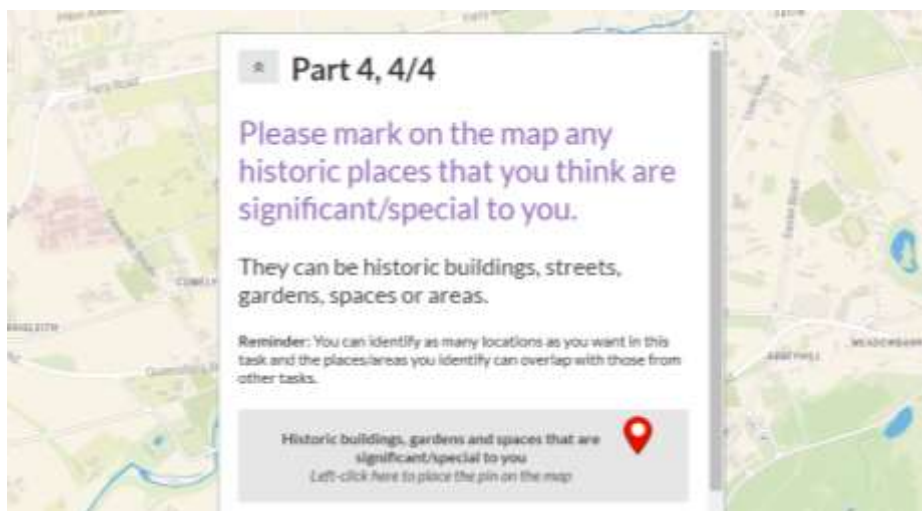 Part 4, 4/4
Please mark on the map any
historic places that you think are
significant/special to you.
They can be historic buildings, streets,
gardens, spaces or areas.
Reminder: You can identify as many locations as you want in this
task and the places/areas you identify can overlap with those from
other tasks.
Historic buildings, gardens and spaces that are
significant/special to you
Left-click here to place the pin on the map
Ferry Road
ABBEYHILL